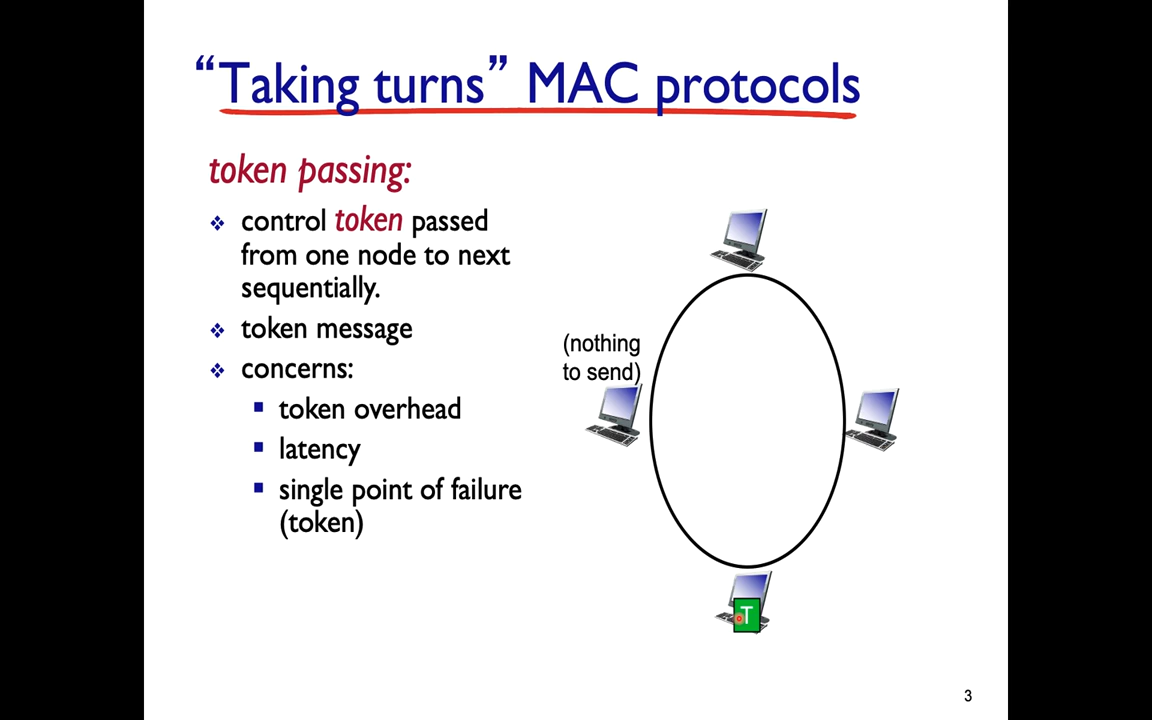 “Taking turns” MAC protocols
token passing:
❖ control token passed
from one node to next
sequentially.
❖ token message
❖ concerns:
▪ token overhead
▪ latency
▪ single point of failure
(token)
(nothing
to send)
T
3